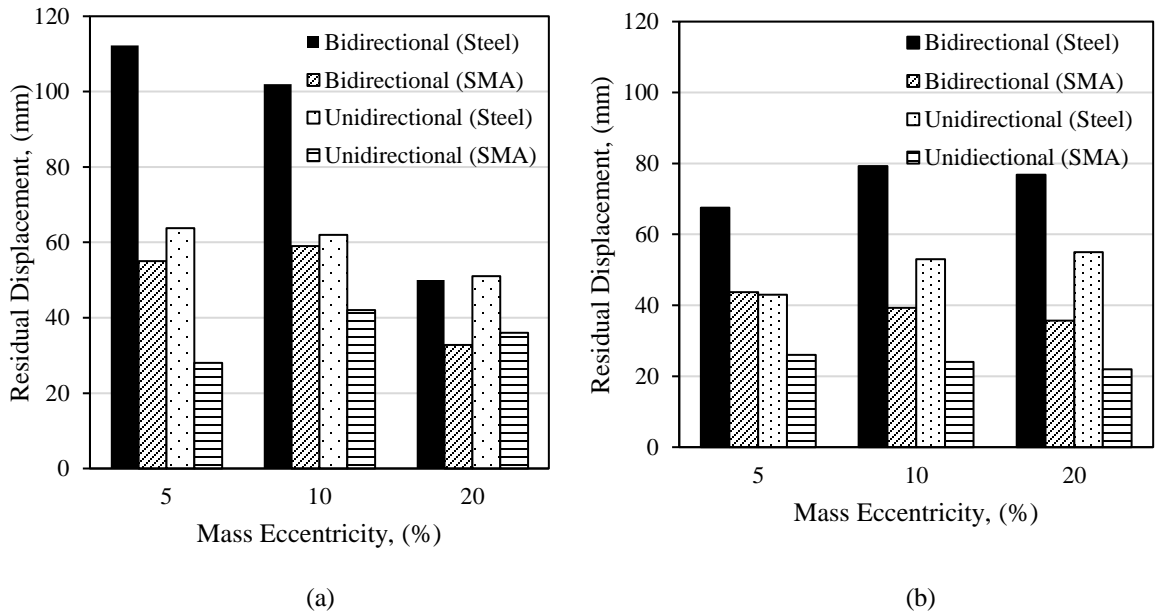 120
100
80
60
40
20
0
Residual Displacement, (mm)
Bidirectional (Steel)
Bidirectional (SMA)
Unidirectional (Steel)
Unidirectional (SMA)
5 10 20
Mass Eccentricity, (%)
(a)
120
100
80
60
40
20
0
Residual Displacement, (mm)
Bidirectional (Steel)
Bidirectional (SMA)
Unidirectional (Steel)
Unidiectional (SMA)
5 10 20
Mass Eccentricity, (%)
(b)